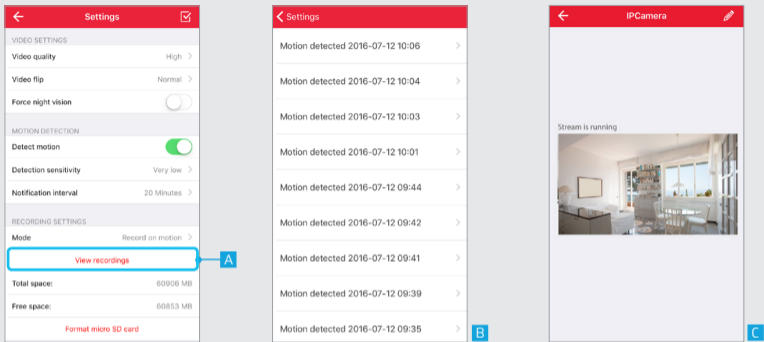 Settings
VIDEO SETTINGS
Video quality High
Video flip Normal
Force night vision
MOTION DETECTION
Detect motion
Detection sensitivity Very low
Notification interval 20 Minutes
RECORDING SETTINGS
Mode Record on motion
View recordings
A
Total space: 60906 MB
Free space: 60853 MB
Format micro SD card
Settings
Motion detected 2016-07-12 10:06
Motion detected 2016-07-12 10:04
Motion detected 2016-07-12 10:03
Motion detected 2016-07-12 10:01
Motion detected 2016-07-12 09:44
Motion detected 2016-07-12 09:42
Motion detected 2016-07-12 09:41
Motion detected 2016-07-12 09:39
Motion detected 2016-07-12 09:35
B
IPCamera
Stream is running
C